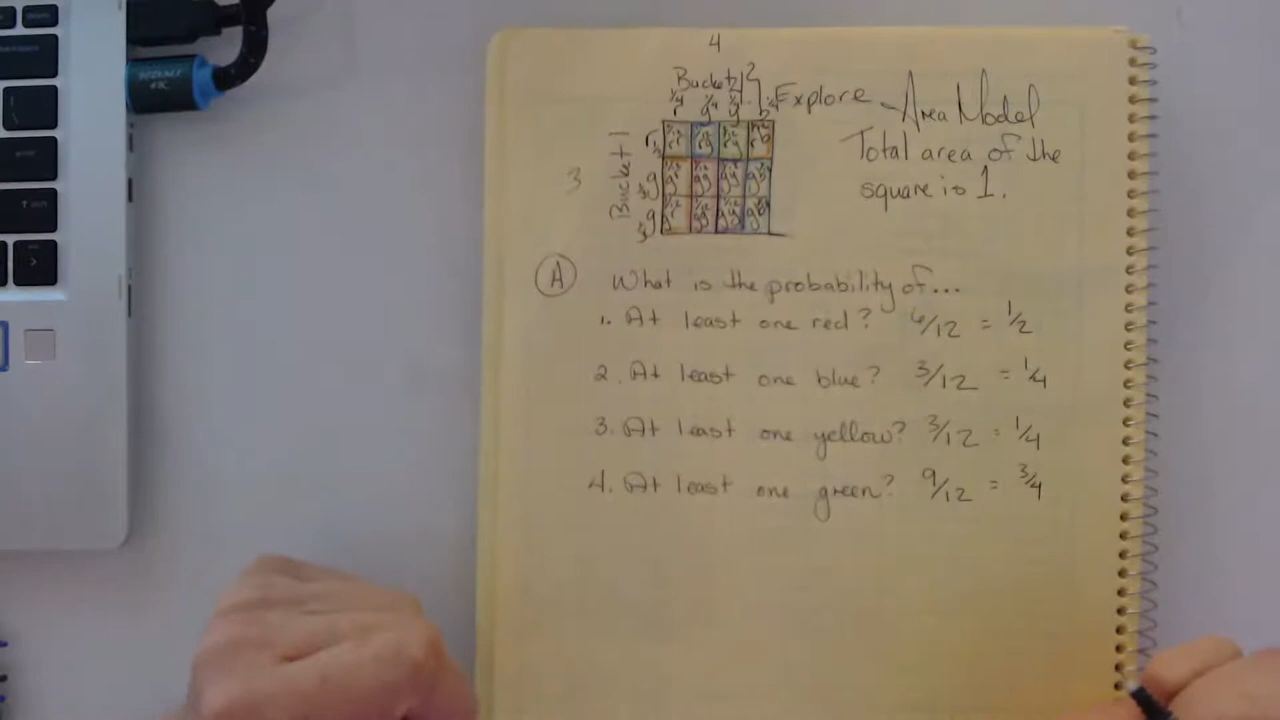 4
Bucket 2
Explore - Area Model
Total area of the
square is 1.
3
Bucket 1
A
What is the probability of...
1. At least one red? 6/12 = 1/2
2. At least one blue? 3/12 = 1/4
3. At least one yellow? 3/12 = 1/4
4. At least one green? 9/12 = 3/4